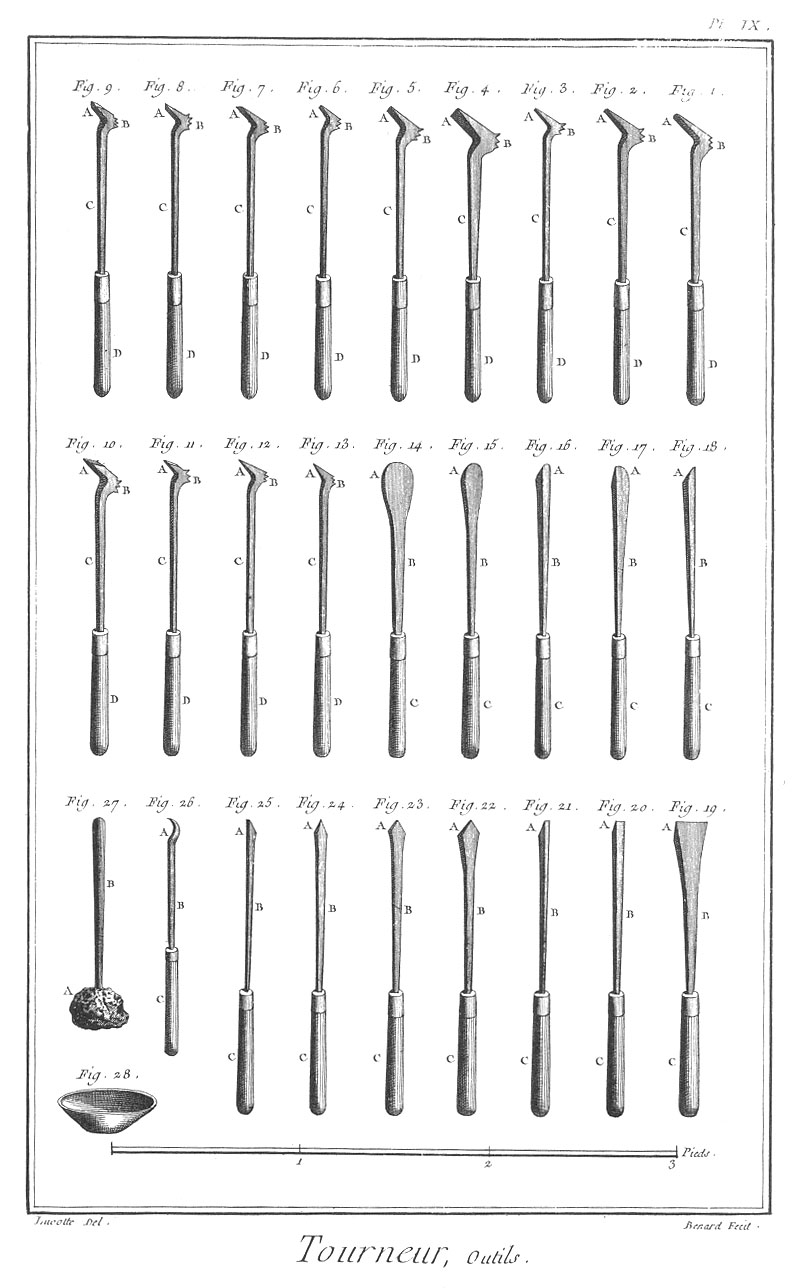 Pl IX.
Fig. 9. Fig. 8. Fig. 7. Fig. 6. Fig. 5. Fig. 4. Fig. 3. Fig. 2. Fig. 1.
A B A B A B A B A B A B A B A B A B
C C C C C C C C C
D D D D D D D D D
Fig. 10. Fig. 11. Fig. 12. Fig. 13. Fig. 14. Fig. 15. Fig. 16. Fig. 17. Fig. 18.
A B A B A B A B A A A A A
C C C C B B B B B
D D D D C C C C C
Fig. 27. Fig. 26. Fig. 25. Fig. 24. Fig. 23. Fig. 22. Fig. 21. Fig. 20. Fig. 19.
A A A A A A A A
B B B B B B B B B
A C
C C C C C C C
Fig. 28.
1 2 3 Pieds.
Lucotte Del. Benard Fecit.
Tourneur, Outils.